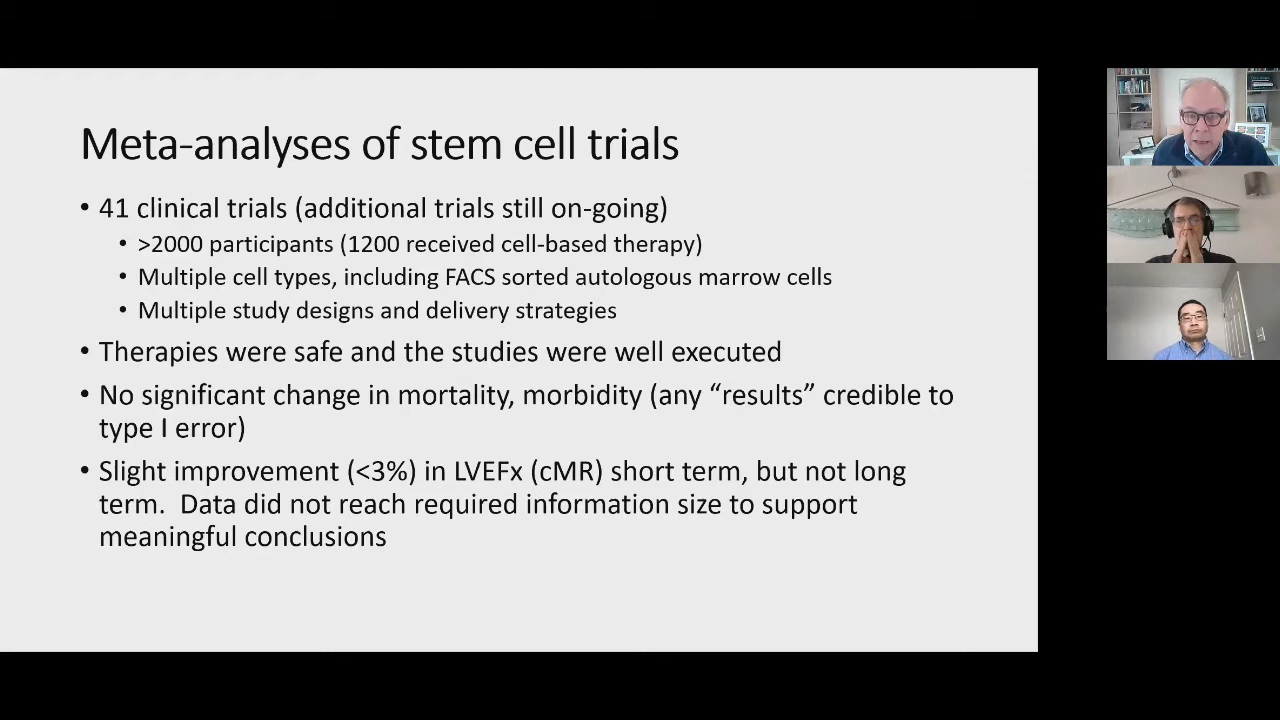 Meta-analyses of stem cell trials
• 41 clinical trials (additional trials still on-going)
• >2000 participants (1200 received cell-based therapy)
• Multiple cell types, including FACS sorted autologous marrow cells
• Multiple study designs and delivery strategies
• Therapies were safe and the studies were well executed
• No significant change in mortality, morbidity (any “results” credible to
type I error)
• Slight improvement (<3%) in LVEFx (cMR) short term, but not long
term.  Data did not reach required information size to support
meaningful conclusions